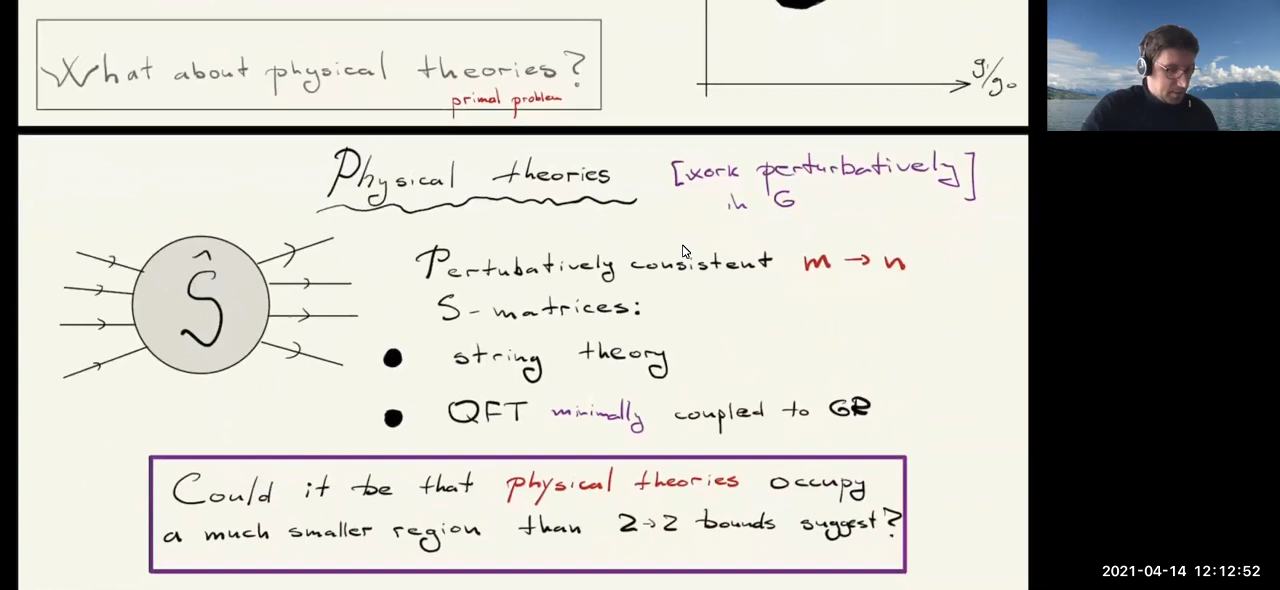 What about physical theories?
primal problem
g/g₀
Physical theories [work perturbatively]
in G
Ŝ
Pertubatively consistent m → n
S-matrices:
string theory
QFT minimally coupled to GR
Could it be that physical theories occupy
a much smaller region than 2→2 bounds suggest?
2021-04-14 12:12:52